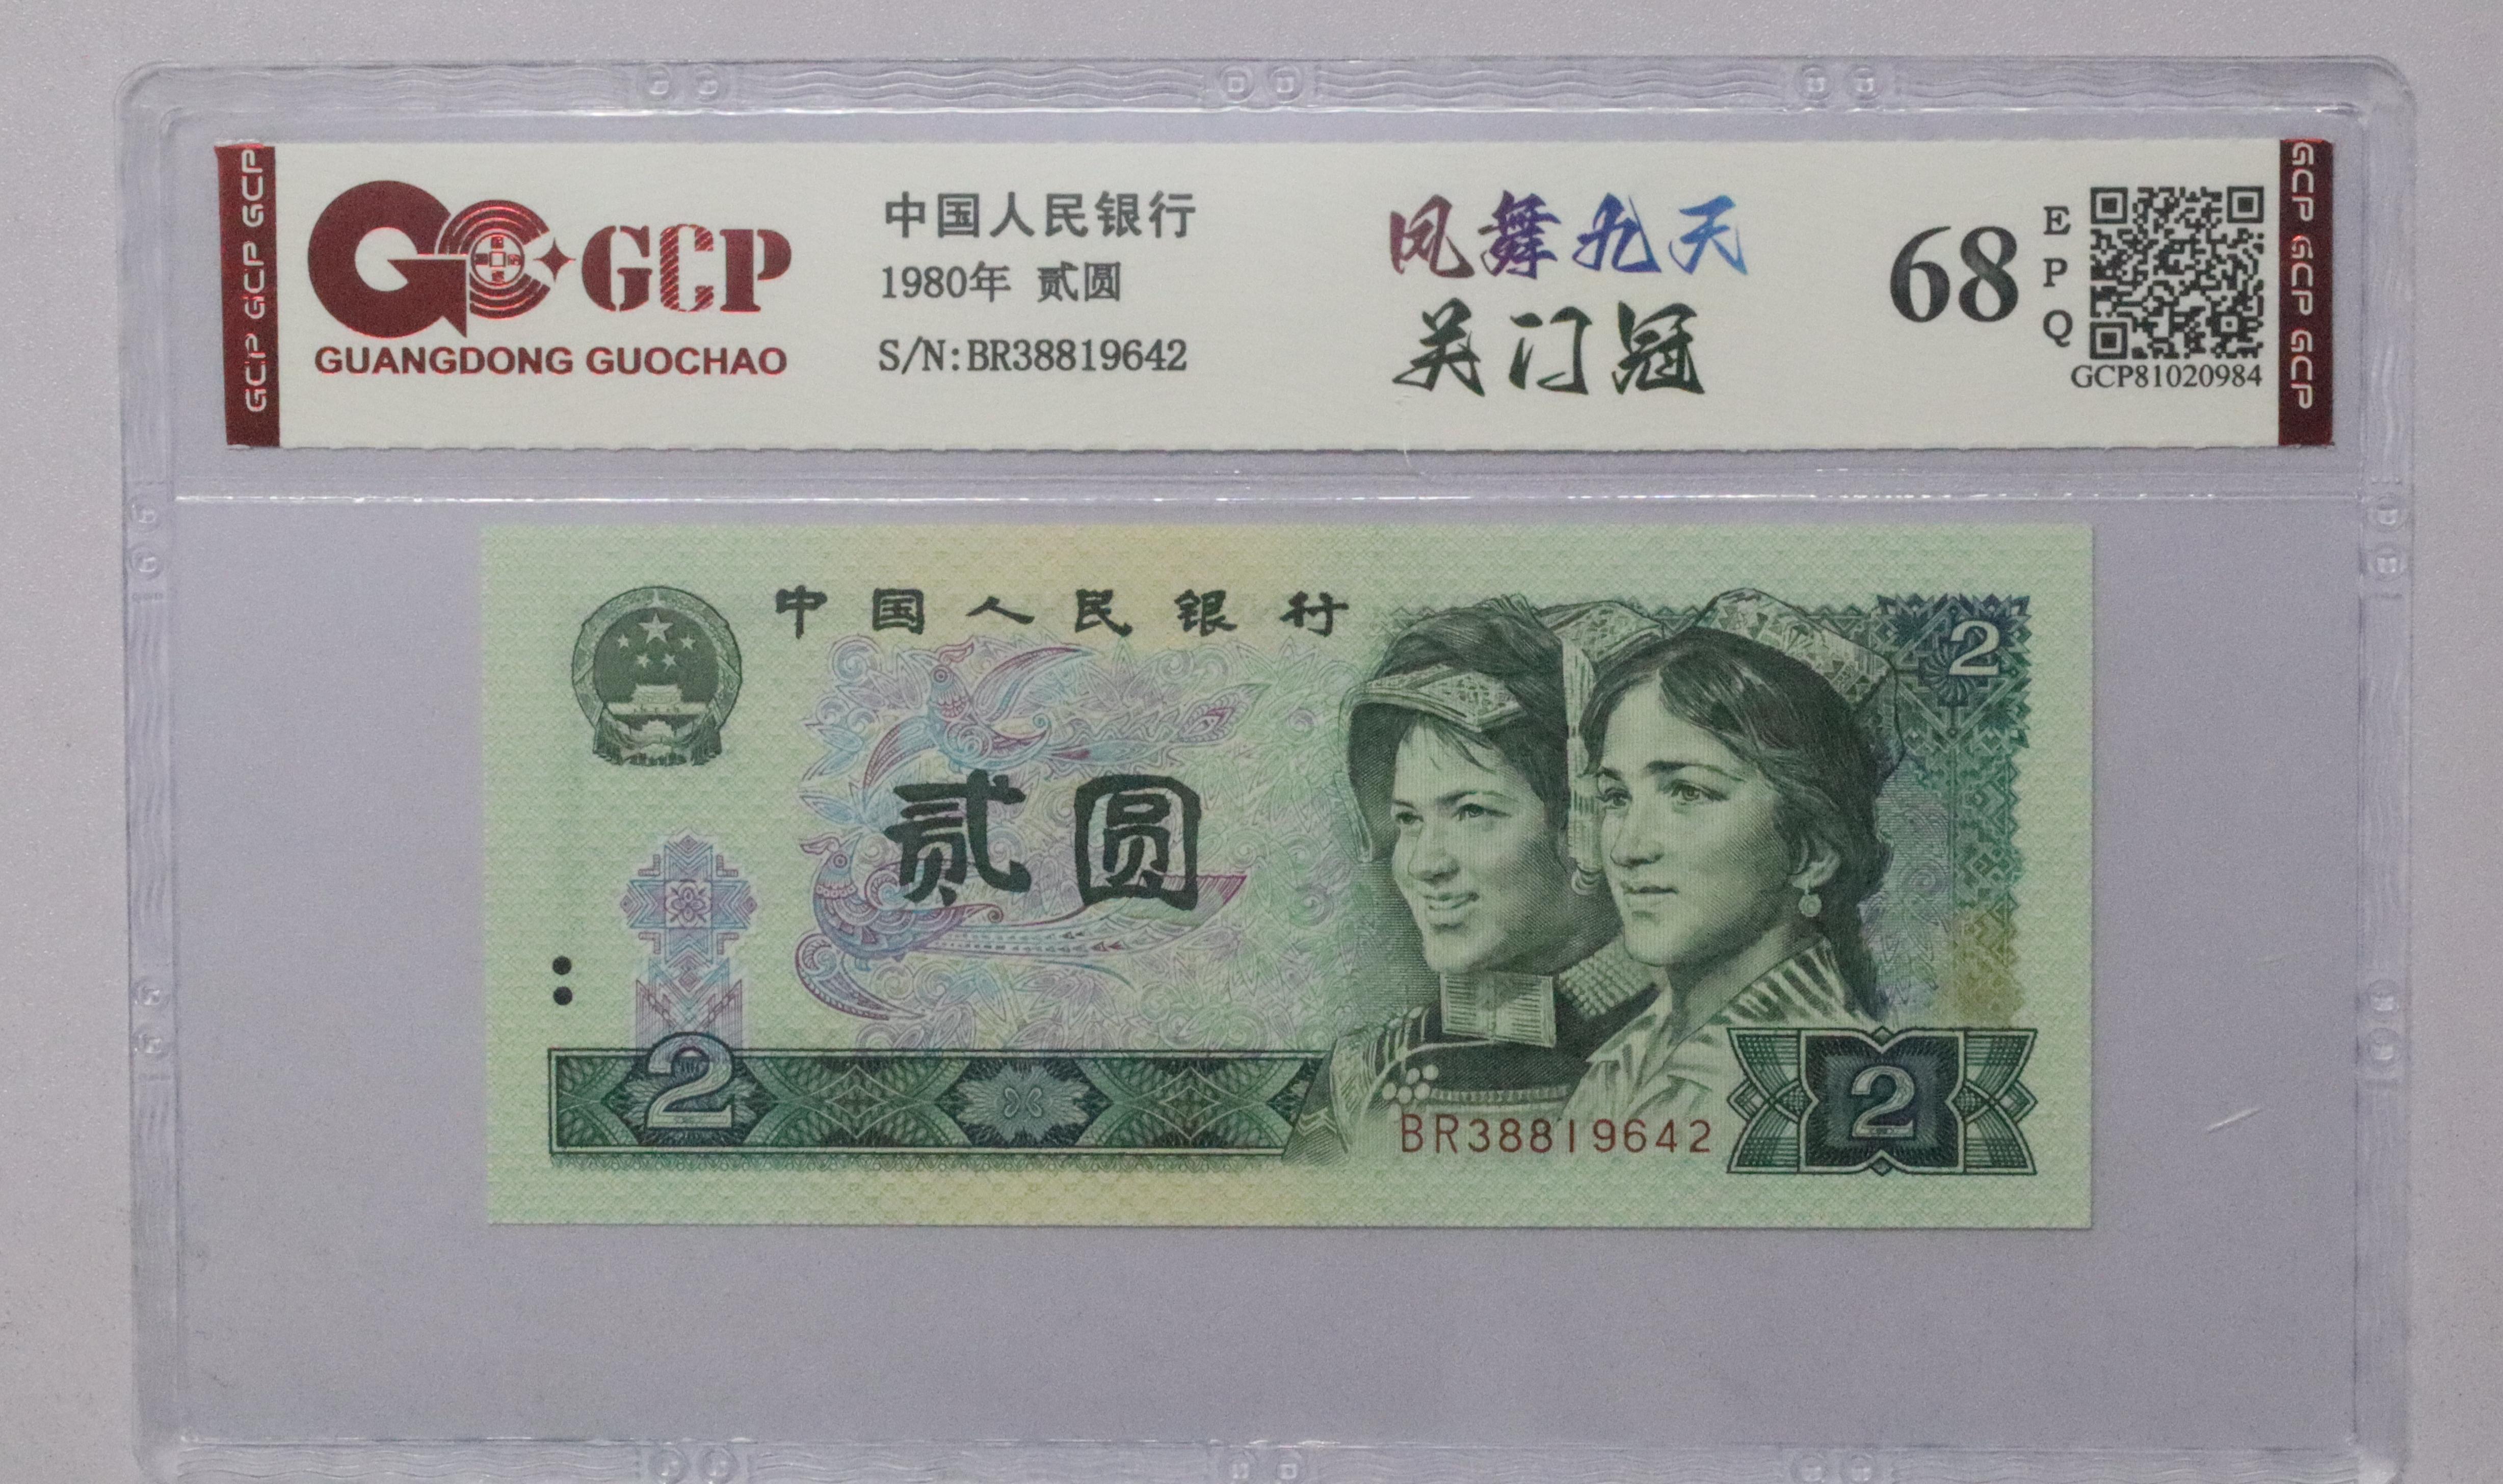 GCP GCP GCP
GCP
GUANGDONG GUOCHAO
中国人民银行
1980年 贰圆
S/N:BR38819642
凤舞九天
关门冠
68
EPQ
GCP81020984
GCP GCP GCP
中国人民银行
2
贰圆
2
BR38819642
2